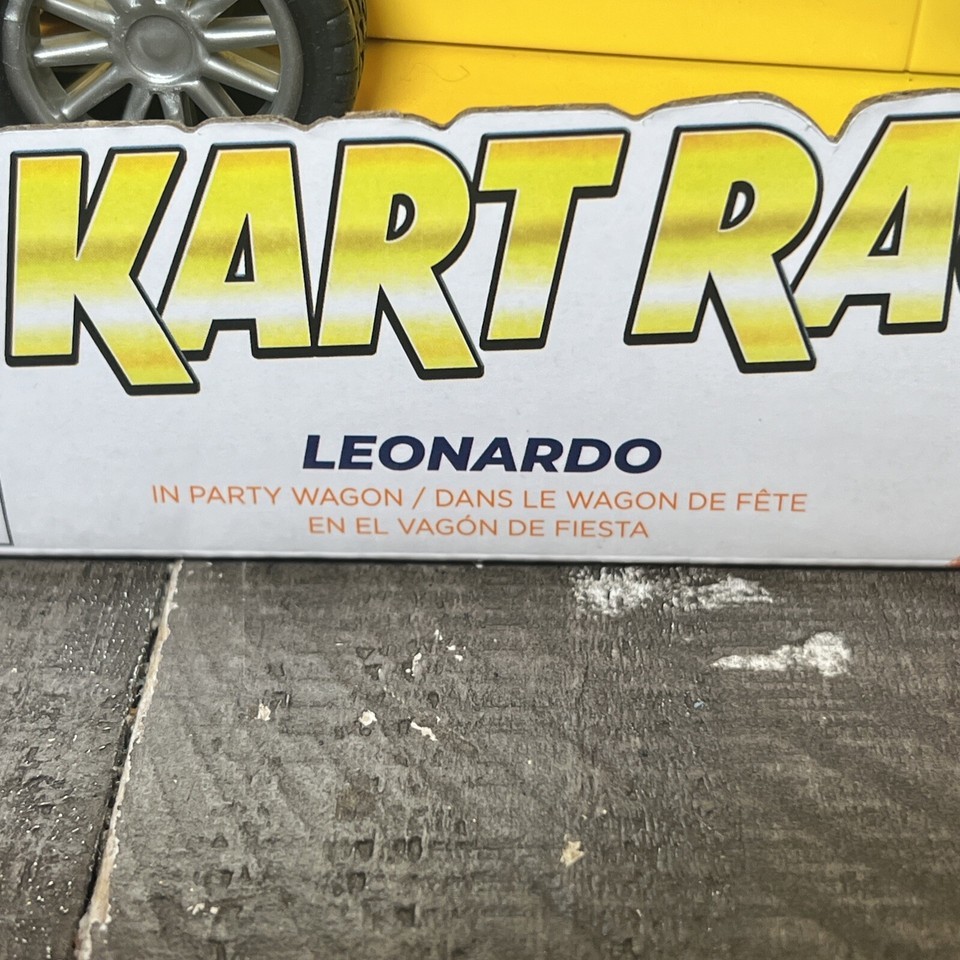 KART RA
LEONARDO
IN PARTY WAGON / DANS LE WAGON DE FÊTE
EN EL VAGÓN DE FIESTA